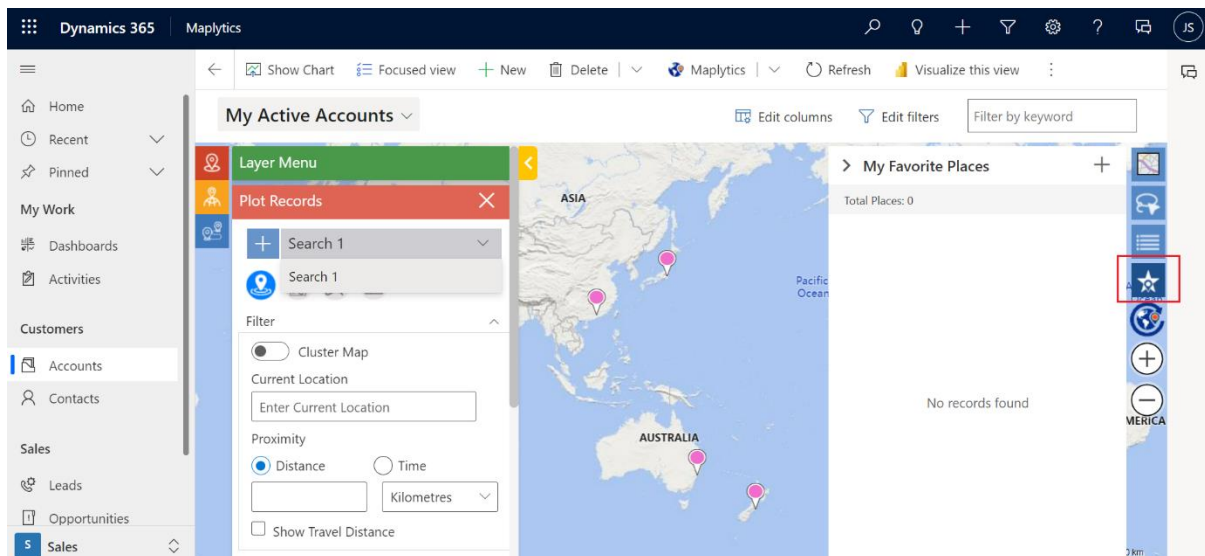 Dynamics 365 Maplytics JS
Show Chart Focused view New Delete Maplytics Refresh Visualize this view
Home
Recent
Pinned
My Work
Dashboards
Activities
Customers
Accounts
Contacts
Sales
Leads
Opportunities
S Sales
My Active Accounts Edit columns Edit filters Filter by keyword
Layer Menu
Plot Records
Search 1
Search 1
Filter
Cluster Map
Current Location
Enter Current Location
Proximity
Distance Time
Kilometres
Show Travel Distance
ASIA
Pacific
Ocean
AUSTRALIA
My Favorite Places
Total Places: 0
No records found
MERICA
km